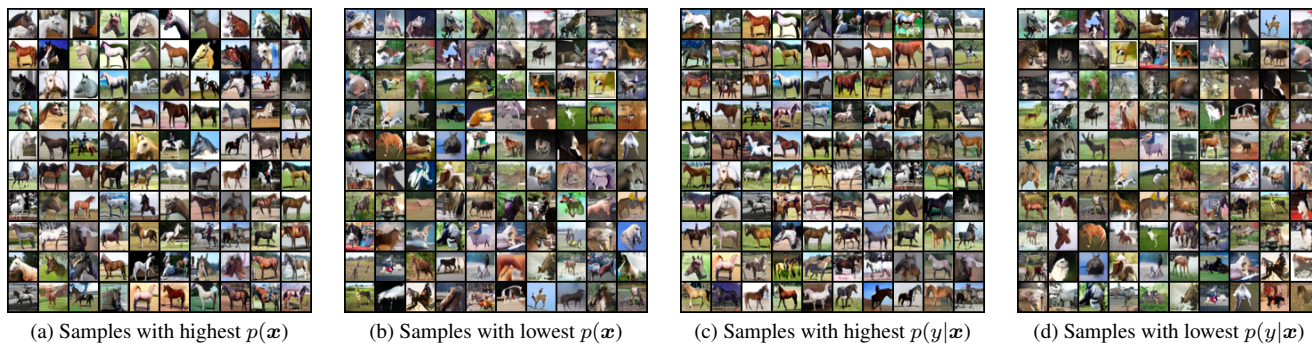 (a) Samples with highest p(x)
(b) Samples with lowest p(x)
(c) Samples with highest p(y|x)
(d) Samples with lowest p(y|x)